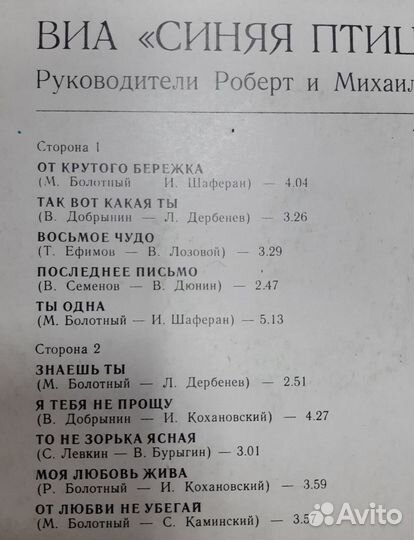 ВИА «СИНЯЯ ПТИЦ
Руководители Роберт и Михаил
Сторона 1
ОТ КРУТОГО БЕРЕЖКА
(М. Болотный И. Шаферан) — 4.04
ТАК ВОТ КАКАЯ ТЫ
(В. Добрынин — Л. Дербенев) — 3.26
ВОСЬМОЕ ЧУДО
(Т. Ефимов — В. Лозовой) — 3.29
ПОСЛЕДНЕЕ ПИСЬМО
(В. Семенов — В. Дюнин) — 2.47
ТЫ ОДНА
(М. Болотный — И. Шаферан) — 5.13
Сторона 2
ЗНАЕШЬ ТЫ
(М. Болотный — Л. Дербенев) — 2.51
Я ТЕБЯ НЕ ПРОЩУ
(В. Добрынин — И. Кохановский) — 4.27
ТО НЕ ЗОРЬКА ЯСНАЯ
(С. Левкин — В. Бурыгин) — 3.01
МОЯ ЛЮБОВЬ ЖИВА
(Р. Болотный — И. Кохановский) — 3.59
ОТ ЛЮБВИ НЕ УБЕГАЙ
(М. Болотный — С. Каминский) — 3.57
Avito